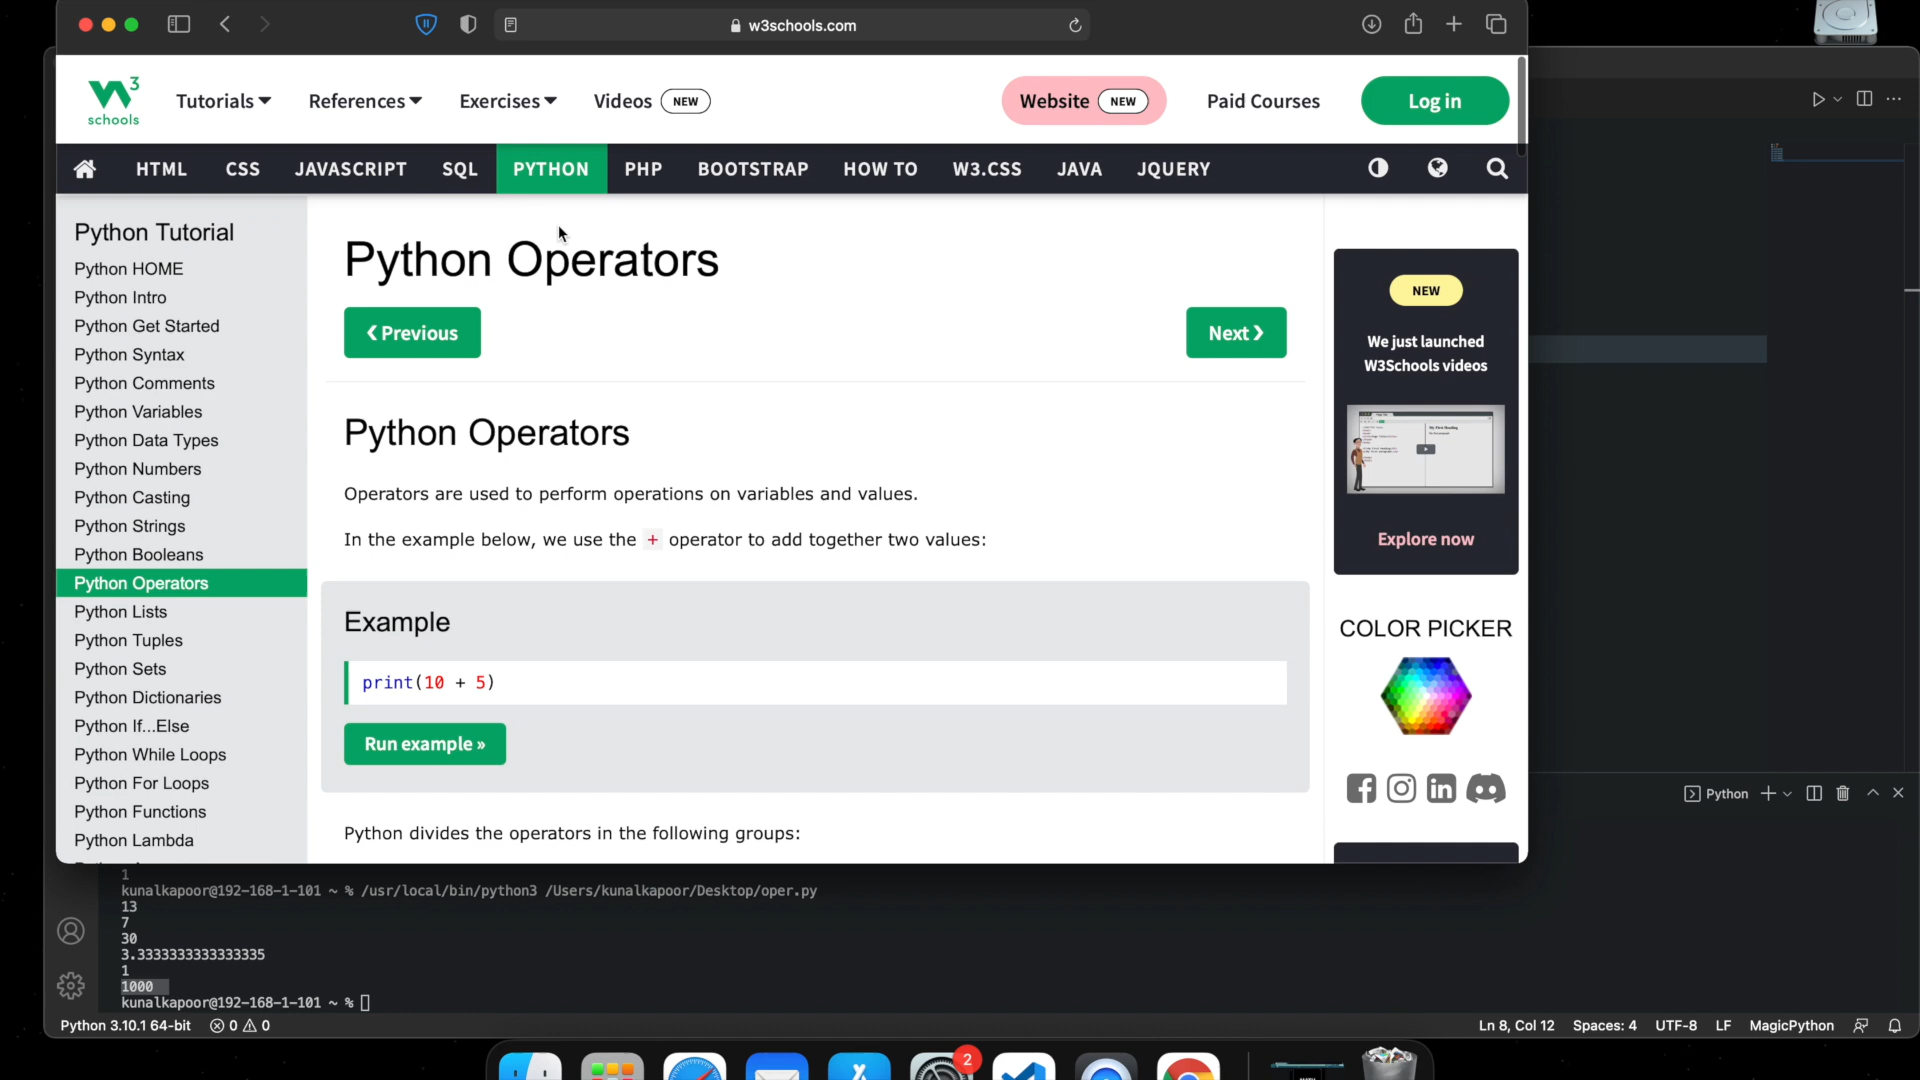 w3schools.com
3
schools
Tutorials
References
Exercises
Videos NEW
Website NEW
Paid Courses
Log in
HTML
CSS
JAVASCRIPT
SQL
PYTHON
PHP
BOOTSTRAP
HOW TO
W3.CSS
JAVA
JQUERY
Python Tutorial
Python HOME
Python Intro
Python Get Started
Python Syntax
Python Comments
Python Variables
Python Data Types
Python Numbers
Python Casting
Python Strings
Python Booleans
Python Operators
Python Lists
Python Tuples
Python Sets
Python Dictionaries
Python If...Else
Python While Loops
Python For Loops
Python Functions
Python Lambda
Python Operators
❮ Previous
Next ❯
Python Operators
Operators are used to perform operations on variables and values.
In the example below, we use the + operator to add together two values:
Example
print(10 + 5)
Run example »
Python divides the operators in the following groups:
NEW
We just launched
W3Schools videos
Explore now
COLOR PICKER
Python
1
kunalkapoor@192-168-1-101 ~ % /usr/local/bin/python3 /Users/kunalkapoor/Desktop/oper.py
13
7
30
3.3333333333333335
1
1000
kunalkapoor@192-168-1-101 ~ %
Python 3.10.1 64-bit
0
0
Ln 8, Col 12
Spaces: 4
UTF-8
LF
MagicPython
2